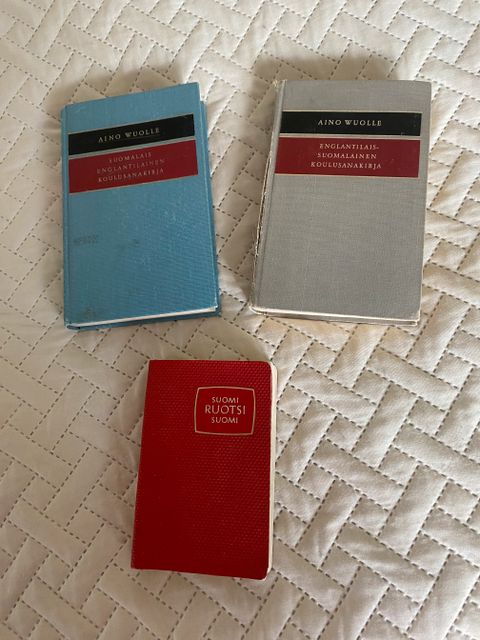 AINO WUOLLE
SUOMALAIS
ENGLANTILAINEN
KOULUSANAKIRJA
AINO WUOLLE
ENGLANTILAIS-
SUOMALAINEN
KOULUSANAKIRJA
SUOMI
RUOTSI
SUOMI